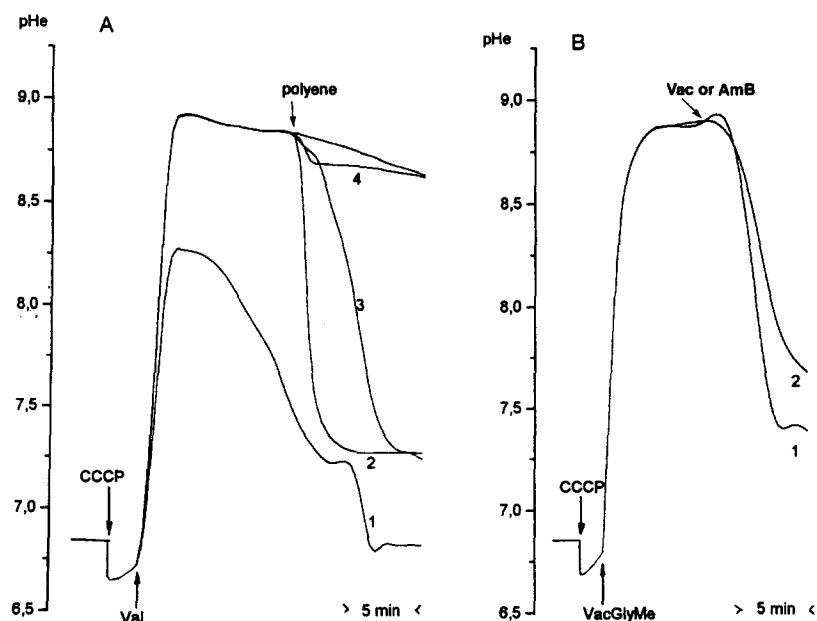 pHe
A
9,0
8,5
8,0
7,5
7,0
6,5
polyene
4
3
2
1
CCCP
Val
> 5 min <
pHe
B
9,0
8,5
8,0
7,5
7,0
6,5
Vac or AmB
2
1
CCCP
VacGlyMe
> 5 min <